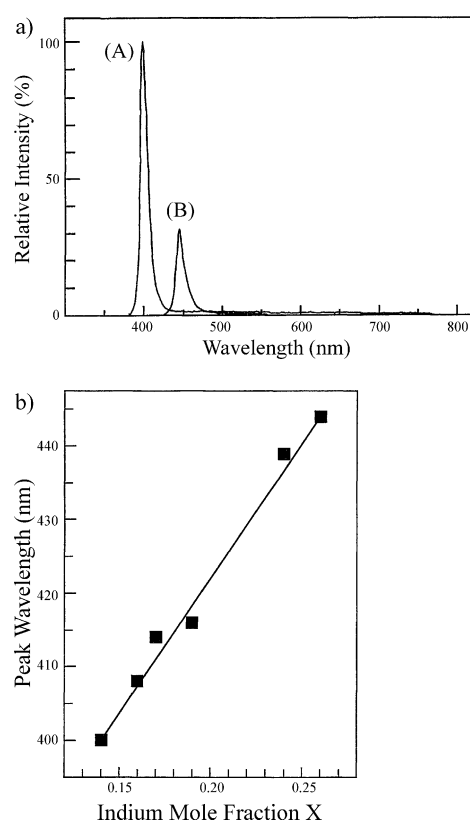 a)
(A)
(B)
100
50
0
Relative Intensity (%)
400 500 600 700 800
Wavelength (nm)
b)
440
430
420
410
400
Peak Wavelength (nm)
0.15 0.20 0.25
Indium Mole Fraction X